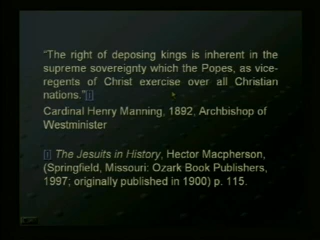 “The right of deposing kings is inherent in the
supreme sovereignty which the Popes, as vice-
regents of Christ exercise over all Christian
nations.”[i]
Cardinal Henry Manning, 1892, Archbishop of
Westminister
[i] The Jesuits in History, Hector Macpherson,
(Springfield, Missouri: Ozark Book Publishers,
1997; originally published in 1900) p. 115.